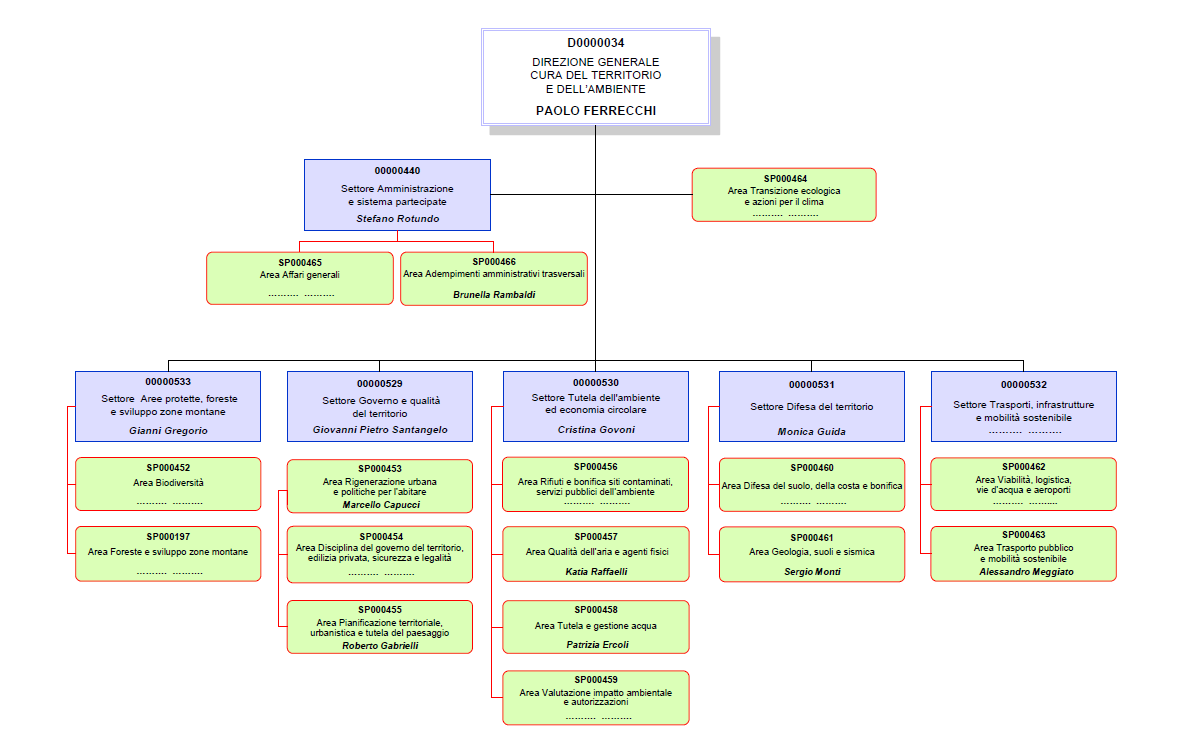 D0000034
DIREZIONE GENERALE
CURA DEL TERRITORIO
E DELL'AMBIENTE
PAOLO FERRECCHI
00000440
Settore Amministrazione
e sistema partecipate
Stefano Rotundo
SP000464
Area Transizione ecologica
e azioni per il clima
.......... ..........
SP000465
Area Affari generali
.......... ..........
SP000466
Area Adempimenti amministrativi trasversali
Brunella Rambaldi
00000533
Settore Aree protette, foreste
e sviluppo zone montane
Gianni Gregorio
SP000452
Area Biodiversità
.......... ..........
SP000197
Area Foreste e sviluppo zone montane
.......... ..........
00000529
Settore Governo e qualità
del territorio
Giovanni Pietro Santangelo
SP000453
Area Rigenerazione urbana
e politiche per l'abitare
Marcello Capucci
SP000454
Area Disciplina del governo del territorio,
edilizia privata, sicurezza e legalità
.......... ..........
SP000455
Area Pianificazione territoriale,
urbanistica e tutela del paesaggio
Roberto Gabrielli
00000530
Settore Tutela dell'ambiente
ed economia circolare
Cristina Govoni
SP000456
Area Rifiuti e bonifica siti contaminati,
servizi pubblici dell'ambiente
.......... ..........
SP000457
Area Qualità dell'aria e agenti fisici
Katia Raffaelli
SP000458
Area Tutela e gestione acqua
Patrizia Ercoli
SP000459
Area Valutazione impatto ambientale
e autorizzazioni
.......... ..........
00000531
Settore Difesa del territorio
Monica Guida
SP000460
Area Difesa del suolo, della costa e bonifica
.......... ..........
SP000461
Area Geologia, suoli e sismica
Sergio Monti
00000532
Settore Trasporti, infrastrutture
e mobilità sostenibile
.......... ..........
SP000462
Area Viabilità, logistica,
vie d'acqua e aeroporti
.......... ..........
SP000463
Area Trasporto pubblico
e mobilità sostenibile
Alessandro Meggiato